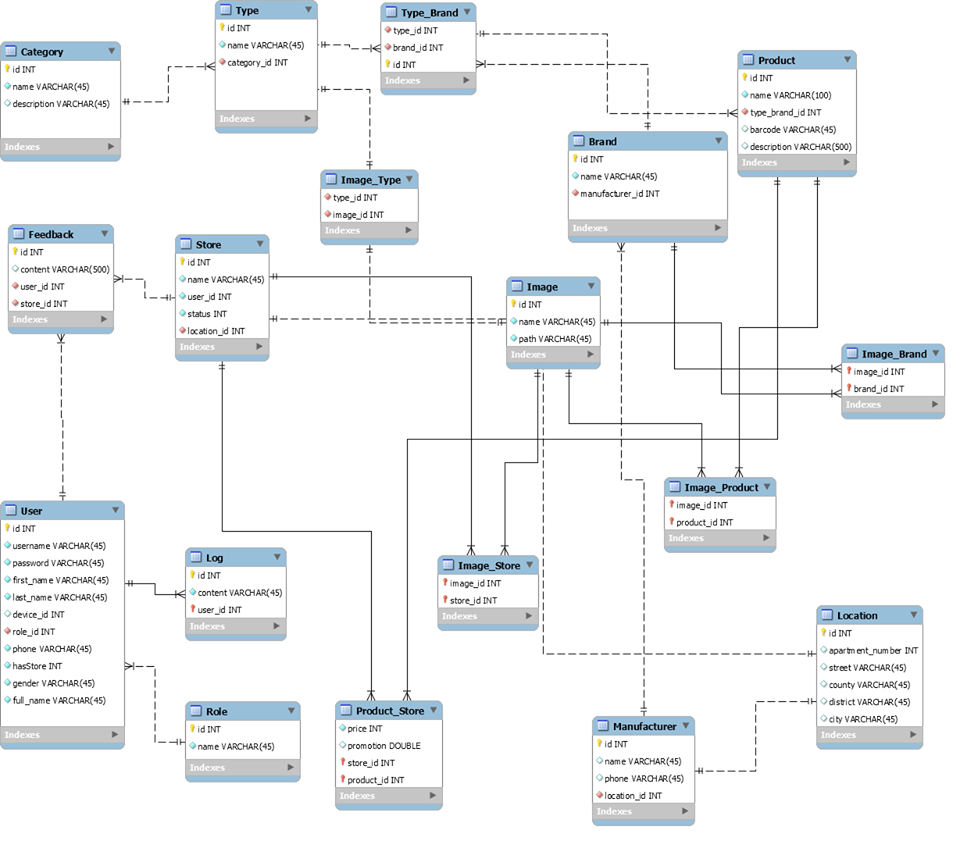 Category
id INT
name VARCHAR(45)
description VARCHAR(45)
Indexes
Type
id INT
name VARCHAR(45)
category_id INT
Indexes
Type_Brand
type_id INT
brand_id INT
id INT
Indexes
Product
id INT
name VARCHAR(100)
type_brand_id INT
barcode VARCHAR(45)
description VARCHAR(500)
Indexes
Brand
id INT
name VARCHAR(45)
manufacturer_id INT
Indexes
Image_Type
type_id INT
image_id INT
Indexes
Feedback
id INT
content VARCHAR(500)
user_id INT
store_id INT
Indexes
Store
id INT
name VARCHAR(45)
user_id INT
status INT
location_id INT
Indexes
Image
id INT
name VARCHAR(45)
path VARCHAR(45)
Indexes
Image_Brand
image_id INT
brand_id INT
Indexes
Image_Product
image_id INT
product_id INT
Indexes
User
id INT
username VARCHAR(45)
password VARCHAR(45)
first_name VARCHAR(45)
last_name VARCHAR(45)
device_id INT
role_id INT
phone VARCHAR(45)
hasStore INT
gender VARCHAR(45)
full_name VARCHAR(45)
Indexes
Log
id INT
content VARCHAR(45)
user_id INT
Indexes
Image_Store
image_id INT
store_id INT
Indexes
Location
id INT
apartment_number INT
street VARCHAR(45)
county VARCHAR(45)
district VARCHAR(45)
city VARCHAR(45)
Indexes
Role
id INT
name VARCHAR(45)
Indexes
Product_Store
price INT
promotion DOUBLE
store_id INT
product_id INT
Indexes
Manufacturer
id INT
name VARCHAR(45)
phone VARCHAR(45)
location_id INT
Indexes